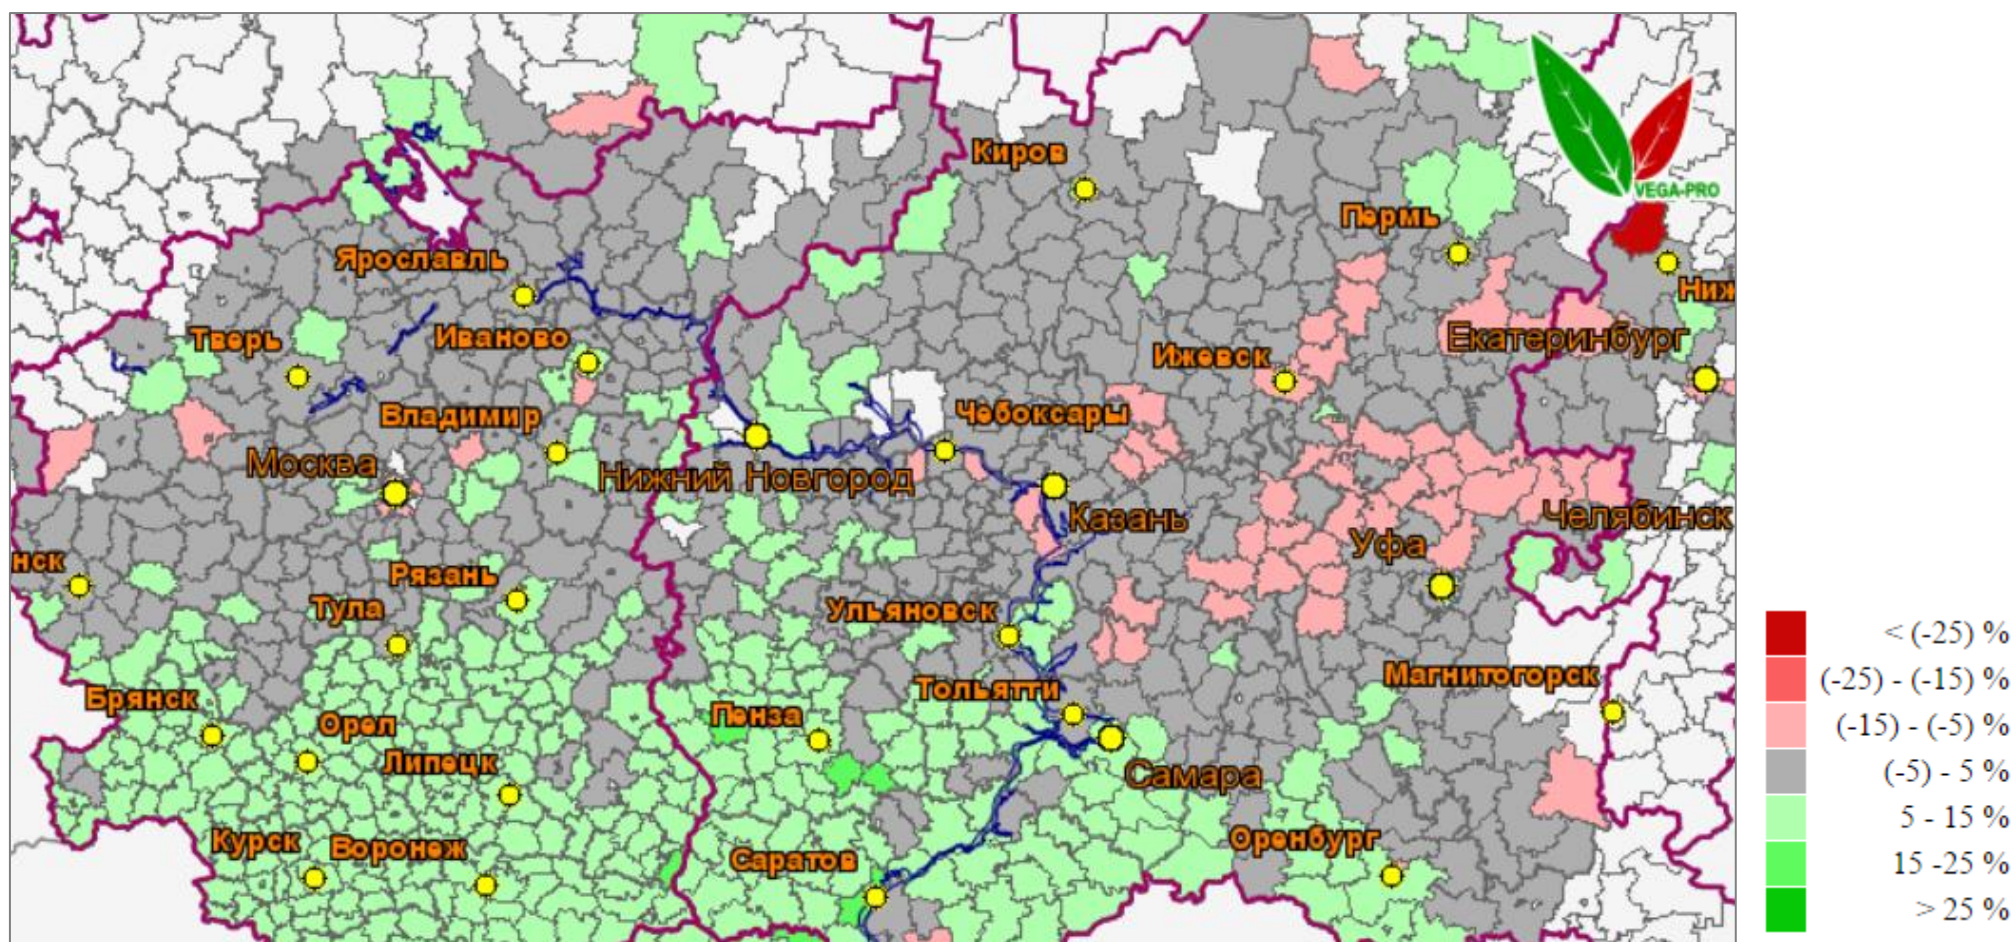 Киров
VEGA-PRO
Пермь
Ярославль
Ниж
Тверь
Иваново
Екатеринбург
Ижевск
Владимир
Чебоксары
Москва
Нижний Новгород
Казань
Челябинск
Уфа
нск
Рязань
Тула
Ульяновск
Магнитогорск
Брянск
Тольятти
Орел
Пенза
Липецк
Самара
Курск
Воронеж
Саратов
Оренбург
< (-25) %
(-25) - (-15) %
(-15) - (-5) %
(-5) - 5 %
5 - 15 %
15 -25 %
> 25 %